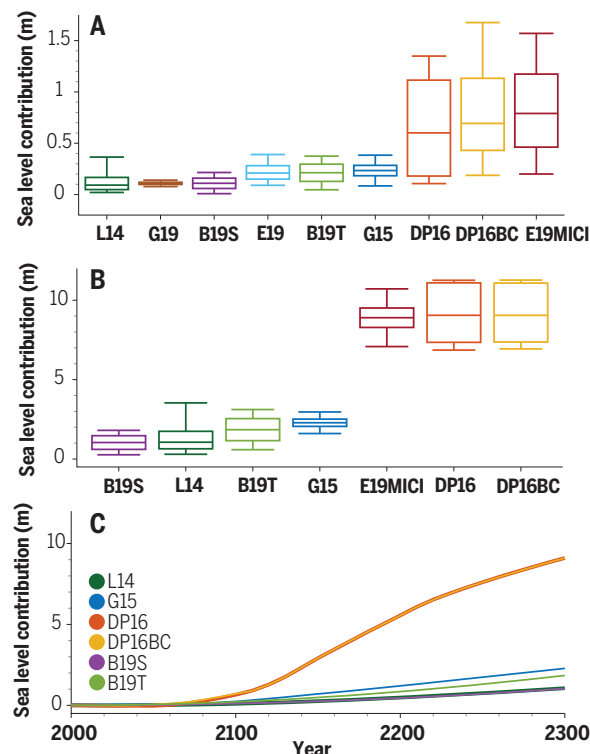 A
Sea level contribution (m)
1.5
1
0.5
0
L14 G19 B19S E19 B19T G15 DP16 DP16BC E19MICI
B
Sea level contribution (m)
10
5
0
B19S L14 B19T G15 E19MICI DP16 DP16BC
C
Sea level contribution (m)
10
5
0
L14
G15
DP16
DP16BC
B19S
B19T
2000 2100 2200 2300
Year